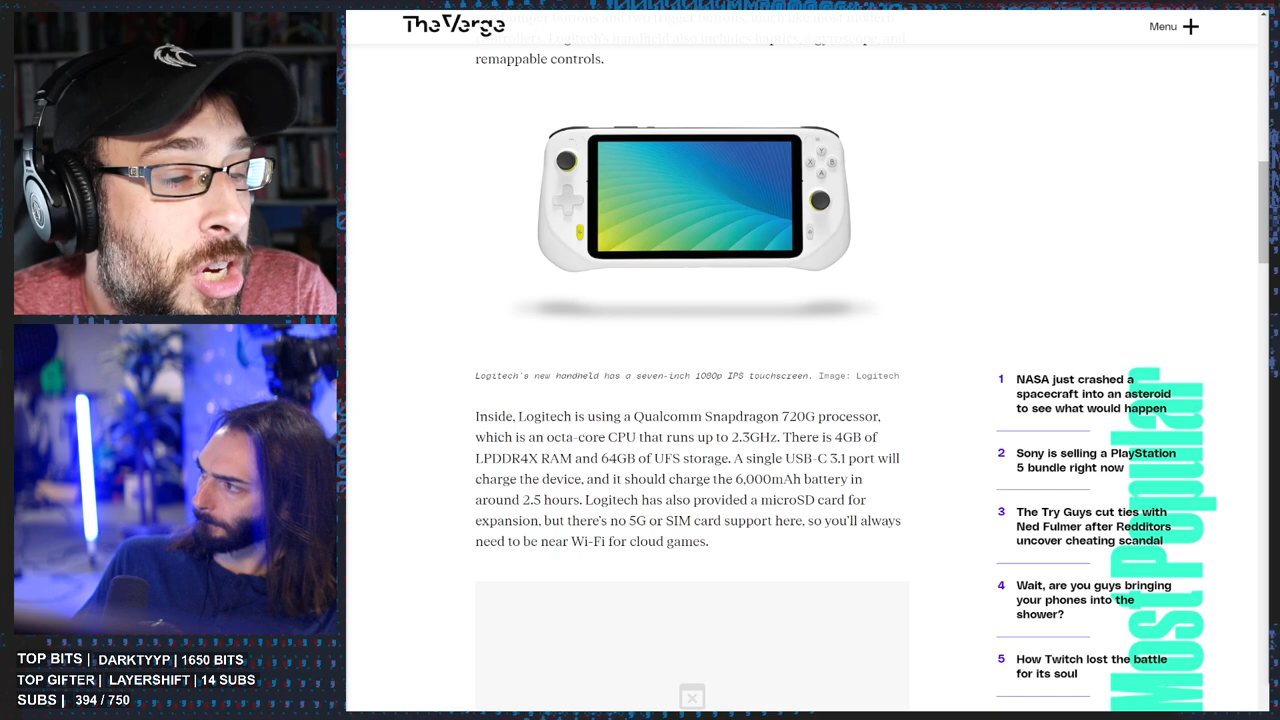 The Verge
Menu
bumper buttons and two trigger buttons, much like most modern
controllers. Logitech's handheld also includes haptics, a gyroscope, and
remappable controls.
Y
X
B
A
Logitech's new handheld has a seven-inch 1080p IPS touchscreen. Image: Logitech
Inside, Logitech is using a Qualcomm Snapdragon 720G processor,
which is an octa-core CPU that runs up to 2.3GHz. There is 4GB of
LPDDR4X RAM and 64GB of UFS storage. A single USB-C 3.1 port will
charge the device, and it should charge the 6,000mAh battery in
around 2.5 hours. Logitech has also provided a microSD card for
expansion, but there's no 5G or SIM card support here, so you'll always
need to be near Wi-Fi for cloud games.
Most Popular
1 NASA just crashed a
spacecraft into an asteroid
to see what would happen
2 Sony is selling a PlayStation
5 bundle right now
3 The Try Guys cut ties with
Ned Fulmer after Redditors
uncover cheating scandal
4 Wait, are you guys bringing
your phones into the
shower?
5 How Twitch lost the battle
for its soul
TOP BITS | DARKTYYP | 1650 BITS
TOP GIFTER | LAYERSHIFT | 14 SUBS
SUBS | 394 / 750